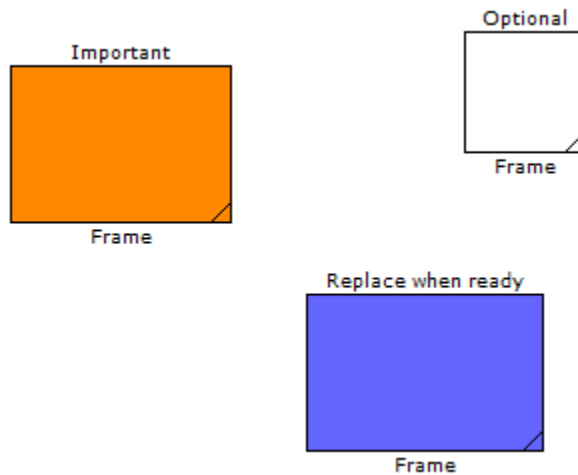 Optional
Important
Frame
Frame
Replace when ready
Frame